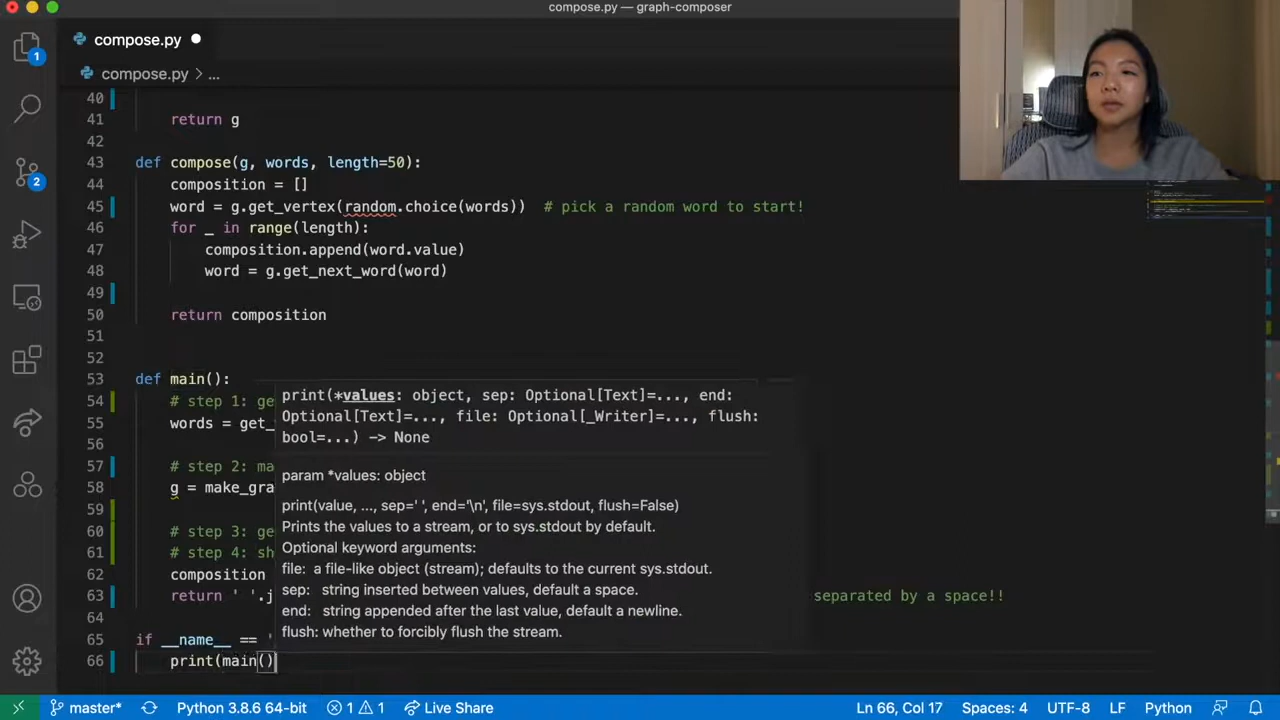 compose.py — graph-composer
compose.py
compose.py > ...
40
41 return g
42
43 def compose(g, words, length=50):
44 composition = []
45 word = g.get_vertex(random.choice(words)) # pick a random word to start!
46 for _ in range(length):
47 composition.append(word.value)
48 word = g.get_next_word(word)
49
50 return composition
51
52
53 def main():
54 # step 1: ge
55 words = get_
56
57 # step 2: ma
58 g = make_gra
59
60 # step 3: ge
61 # step 4: sh
62 composition
63 return ' '.j separated by a space!!
64
65 if __name__ == '
66 print(main()
print(*values: object, sep: Optional[Text]=..., end:
Optional[Text]=..., file: Optional[_Writer]=..., flush:
bool=...) -> None
param *values: object
print(value, ..., sep=' ', end='\n', file=sys.stdout, flush=False)
Prints the values to a stream, or to sys.stdout by default.
Optional keyword arguments:
file: a file-like object (stream); defaults to the current sys.stdout.
sep: string inserted between values, default a space.
end: string appended after the last value, default a newline.
flush: whether to forcibly flush the stream.
1
2
master* Python 3.8.6 64-bit 1 1 Live Share Ln 66, Col 17 Spaces: 4 UTF-8 LF Python